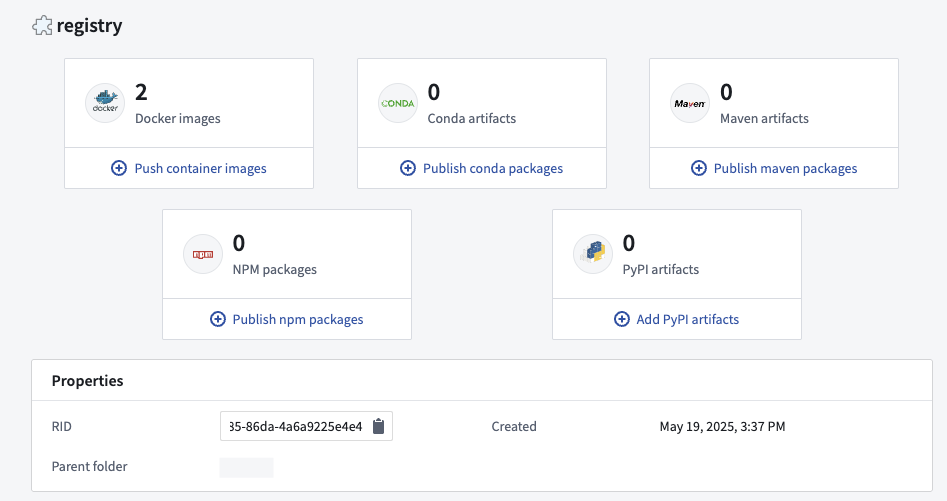 registry
2
Docker images
docker
Push container images
0
Conda artifacts
CONDA
Publish conda packages
0
Maven artifacts
Maven
Publish maven packages
0
NPM packages
npm
Publish npm packages
0
PyPI artifacts
Add PyPI artifacts
Properties
RID
35-86da-4a6a9225e4e4
Created
May 19, 2025, 3:37 PM
Parent folder